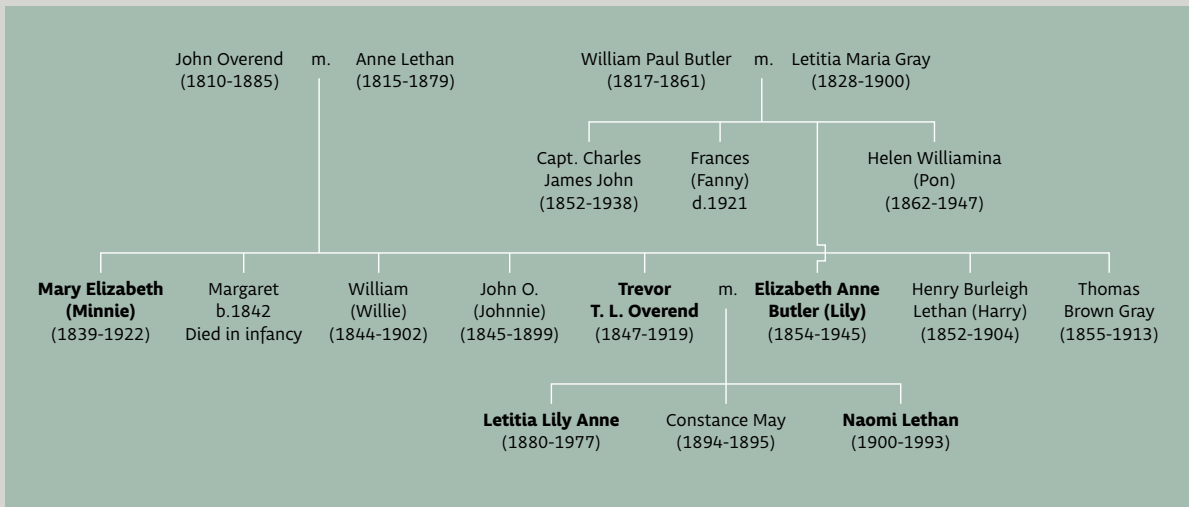 John Overend m. Anne Lethan William Paul Butler m. Letitia Maria Gray
(1810-1885) (1815-1879) (1817-1861) (1828-1900)
Capt. Charles Frances Helen Williamina
James John (Fanny) (Pon)
(1852-1938) d.1921 (1862-1947)
Mary Elizabeth Margaret William John O. Trevor m. Elizabeth Anne Henry Burleigh Thomas
(Minnie) b.1842 (Willie) (Johnnie) T. L. Overend Butler (Lily) Lethan (Harry) Brown Gray
(1839-1922) Died in infancy (1844-1902) (1845-1899) (1847-1919) (1854-1945) (1852-1904) (1855-1913)
Letitia Lily Anne Constance May Naomi Lethan
(1880-1977) (1894-1895) (1900-1993)